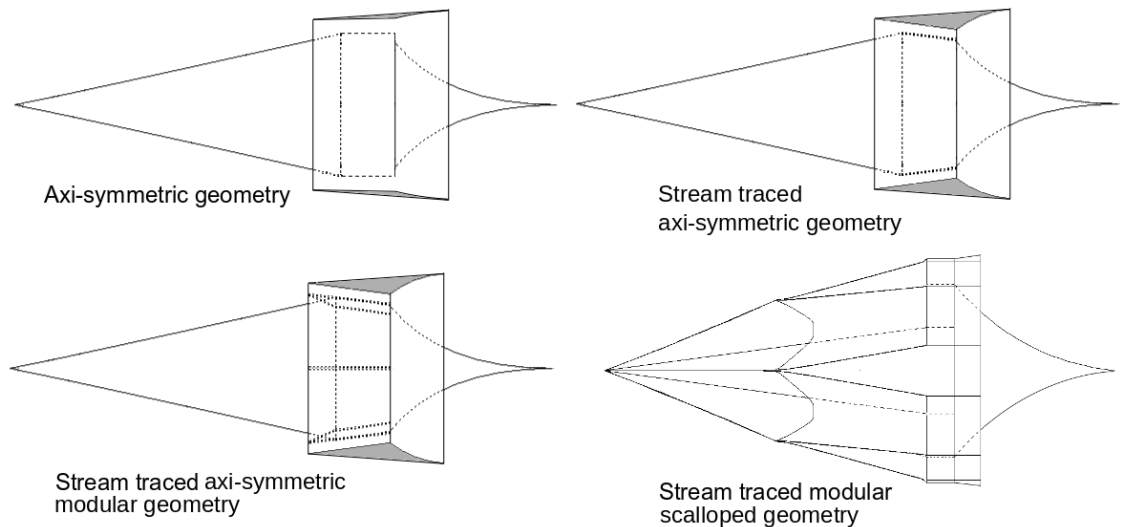 Axi-symmetric geometry
Stream traced
axi-symmetric geometry
Stream traced axi-symmetric
modular geometry
Stream traced modular
scalloped geometry